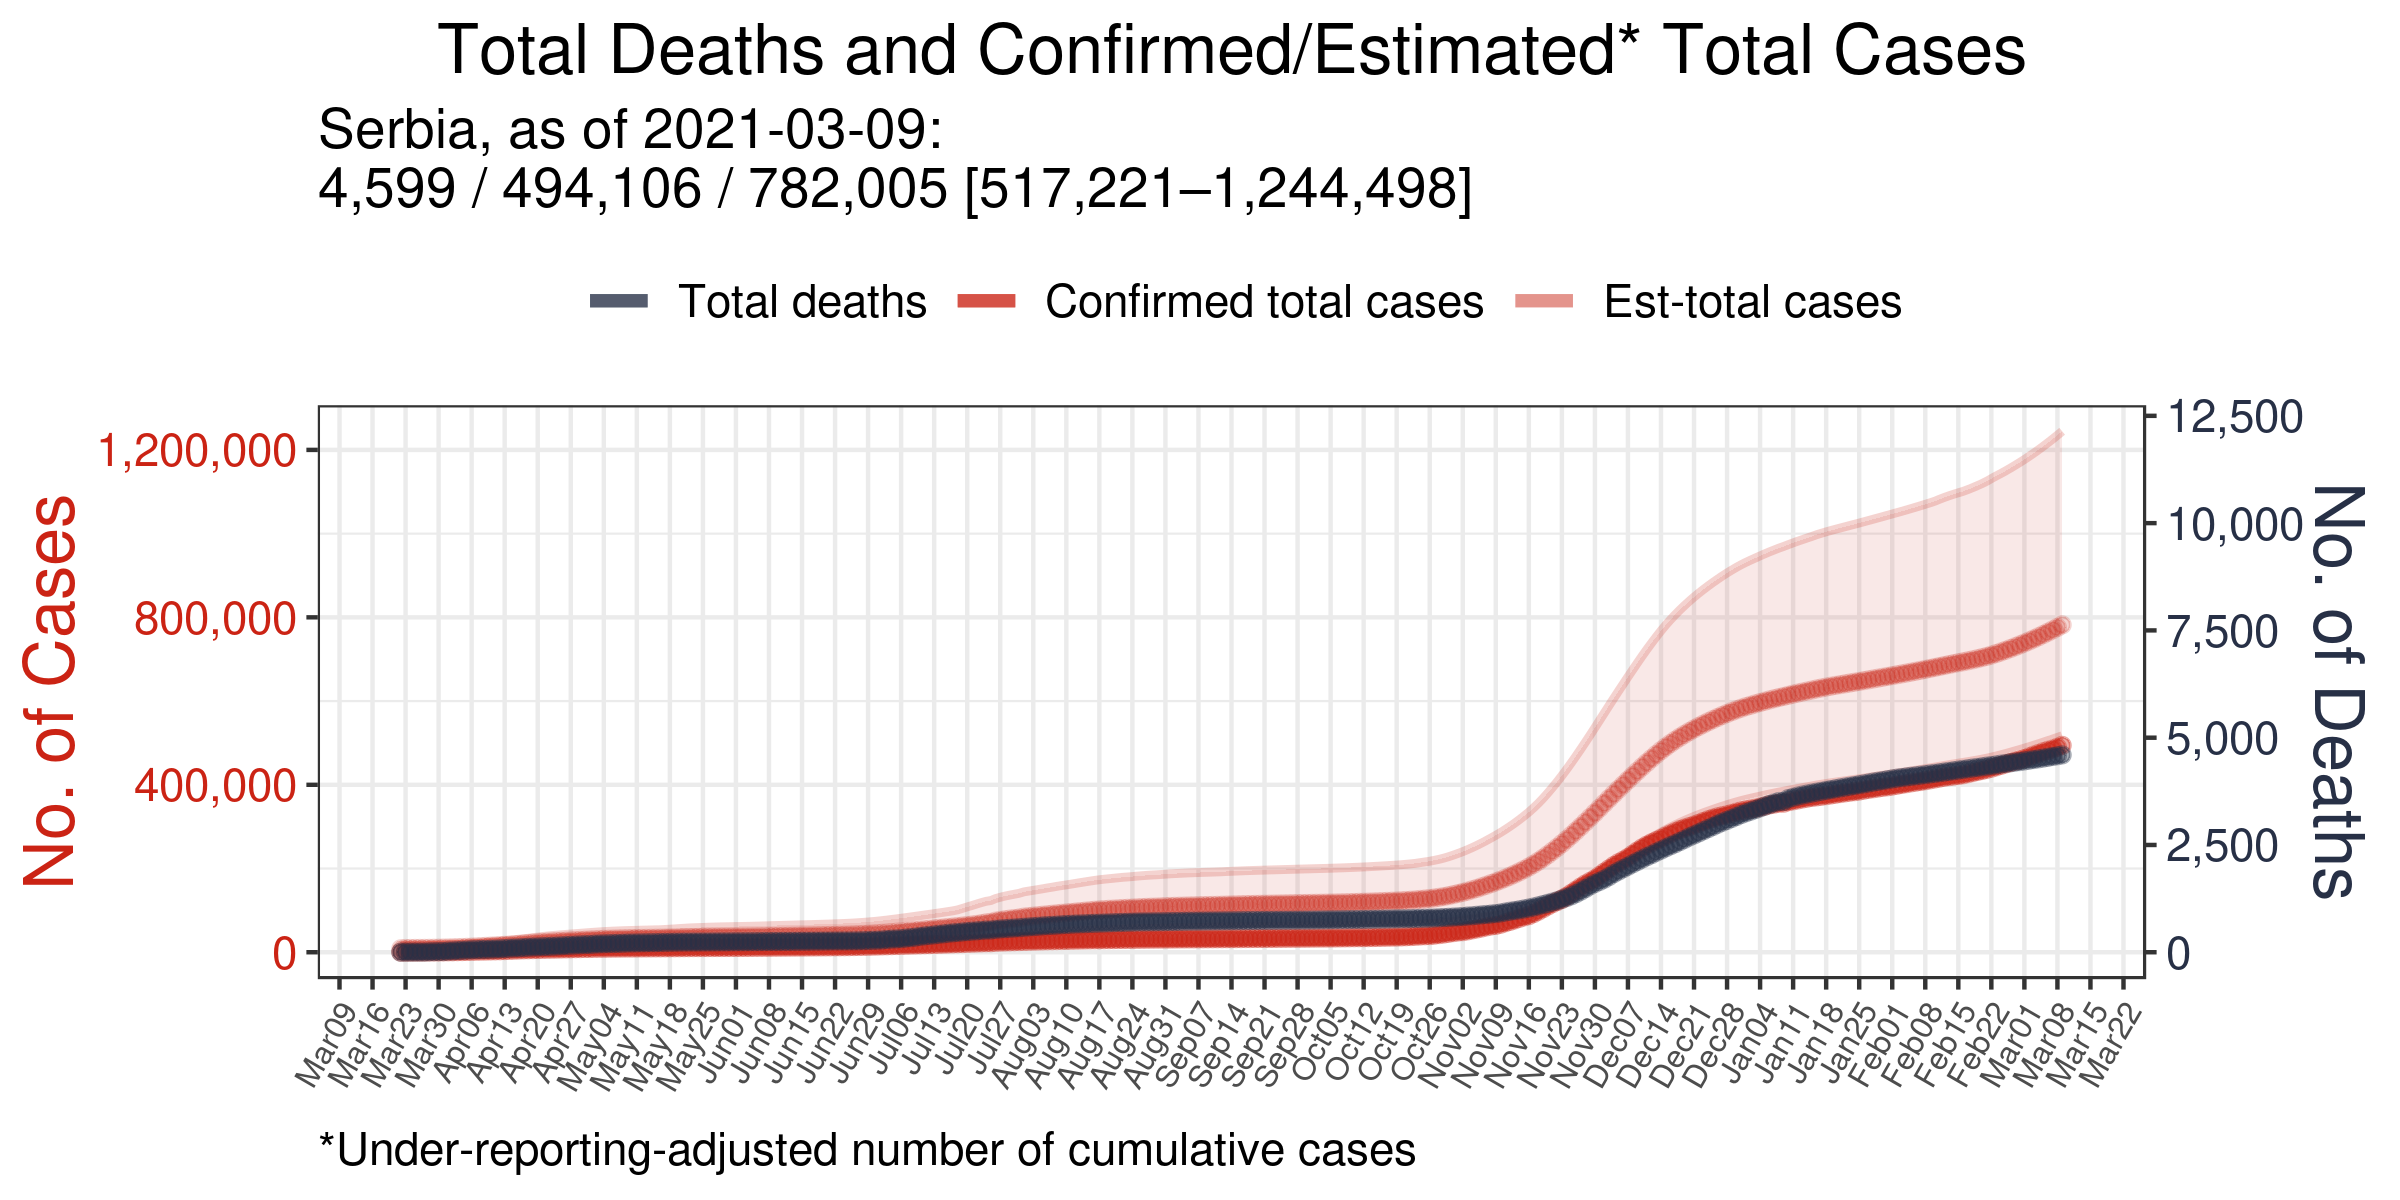 Total Deaths and Confirmed/Estimated* Total Cases
Serbia, as of 2021-03-09:
4,599 / 494,106 / 782,005 [517,221–1,244,498]
Total deaths
Confirmed total cases
Est-total cases
No. of Cases
1,200,000
800,000
400,000
0
12,500
10,000
7,500
5,000
2,500
0
No. of Deaths
Mar09
Mar16
Mar23
Mar30
Apr06
Apr13
Apr20
Apr27
May04
May11
May18
May25
Jun01
Jun08
Jun15
Jun22
Jun29
Jul06
Jul13
Jul20
Jul27
Aug03
Aug10
Aug17
Aug24
Aug31
Sep07
Sep14
Sep21
Sep28
Oct05
Oct12
Oct19
Oct26
Nov02
Nov09
Nov16
Nov23
Nov30
Dec07
Dec14
Dec21
Dec28
Jan04
Jan11
Jan18
Jan25
Feb01
Feb08
Feb15
Feb22
Mar01
Mar08
Mar15
Mar22
*Under-reporting-adjusted number of cumulative cases